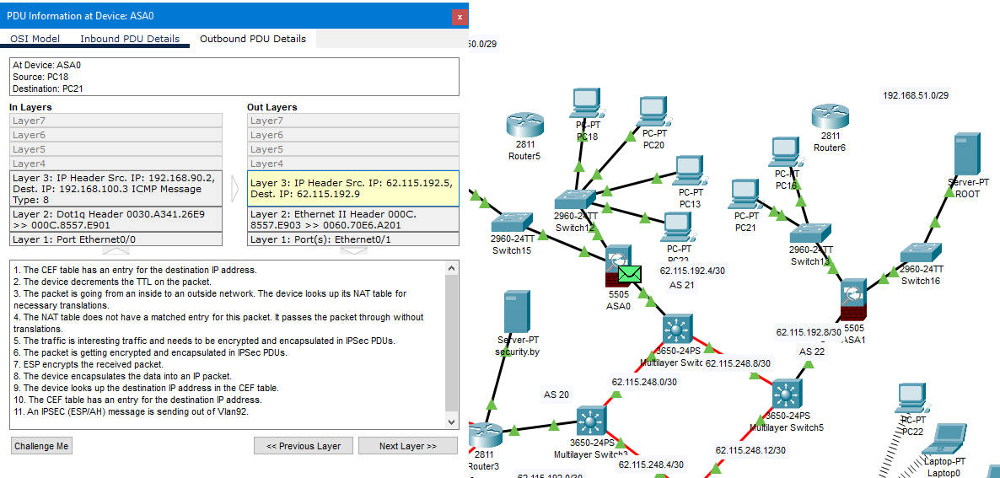 PDU Information at Device: ASA0
x
OSI Model
Inbound PDU Details
Outbound PDU Details
At Device: ASA0
Source: PC18
Destination: PC21
In Layers
Layer7
Layer6
Layer5
Layer4
Layer 3: IP Header Src. IP: 192.168.90.2,
Dest. IP: 192.168.100.3 ICMP Message
Type: 8
Layer 2: Dot1q Header 0030.A341.26E9
>> 000C.8557.E901
Layer 1: Port Ethernet0/0
Out Layers
Layer7
Layer6
Layer5
Layer4
Layer 3: IP Header Src. IP: 62.115.192.5,
Dest. IP: 62.115.192.9
Layer 2: Ethernet II Header 000C.
8557.E903 >> 0060.70E6.A201
Layer 1: Port(s): Ethernet0/1
1. The CEF table has an entry for the destination IP address.
2. The device decrements the TTL on the packet.
3. The packet is going from an inside to an outside network. The device looks up its NAT table for
necessary translations.
4. The NAT table does not have a matched entry for this packet. It passes the packet through without
translations.
5. The traffic is interesting traffic and needs to be encrypted and encapsulated in IPSec PDUs.
6. The packet is getting encrypted and encapsulated in IPSec PDUs.
7. ESP encrypts the received packet.
8. The device encapsulates the data into an IP packet.
9. The device looks up the destination IP address in the CEF table.
10. The CEF table has an entry for the destination IP address.
11. An IPSEC (ESP/AH) message is sending out of Vlan92.
Challenge Me
<< Previous Layer
Next Layer >>
50.0/29
192.168.51.0/29
2811
Router5
PC-PT
PC18
PC-PT
PC20
2811
Router6
PC-PT
PC16
Server-PT
ROOT
PC-PT
PC13
PC-PT
PC21
2960-24TT
Switch12
2960-24TT
Switch15
PC-PT
PC23
2960-24TT
Switch13
2960-24TT
Switch16
62.115.192.4/30
AS 21
5505
ASA0
62.115.192.8/30
5505
ASA1
AS 22
Server-PT
security.by
3650-24PS
Multilayer Switc
62.115.248.8/30
62.115.248.0/30
AS 20
3650-24PS
Multilayer Switch5
PC-PT
PC22
2811
Router3
3650-24PS
Multilayer Switch3
62.115.248.12/30
62.115.248.4/30
Laptop-PT
Laptop0
62.115.192.0/30